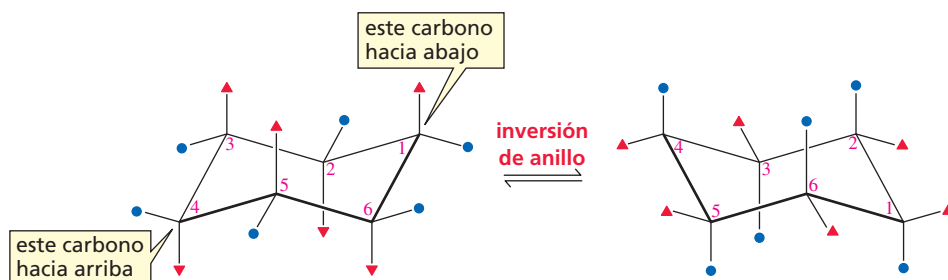 este carbono
hacia abajo
3
2
1
5
4
6
este carbono
hacia arriba
inversión
de anillo
4
3
2
6
5
1